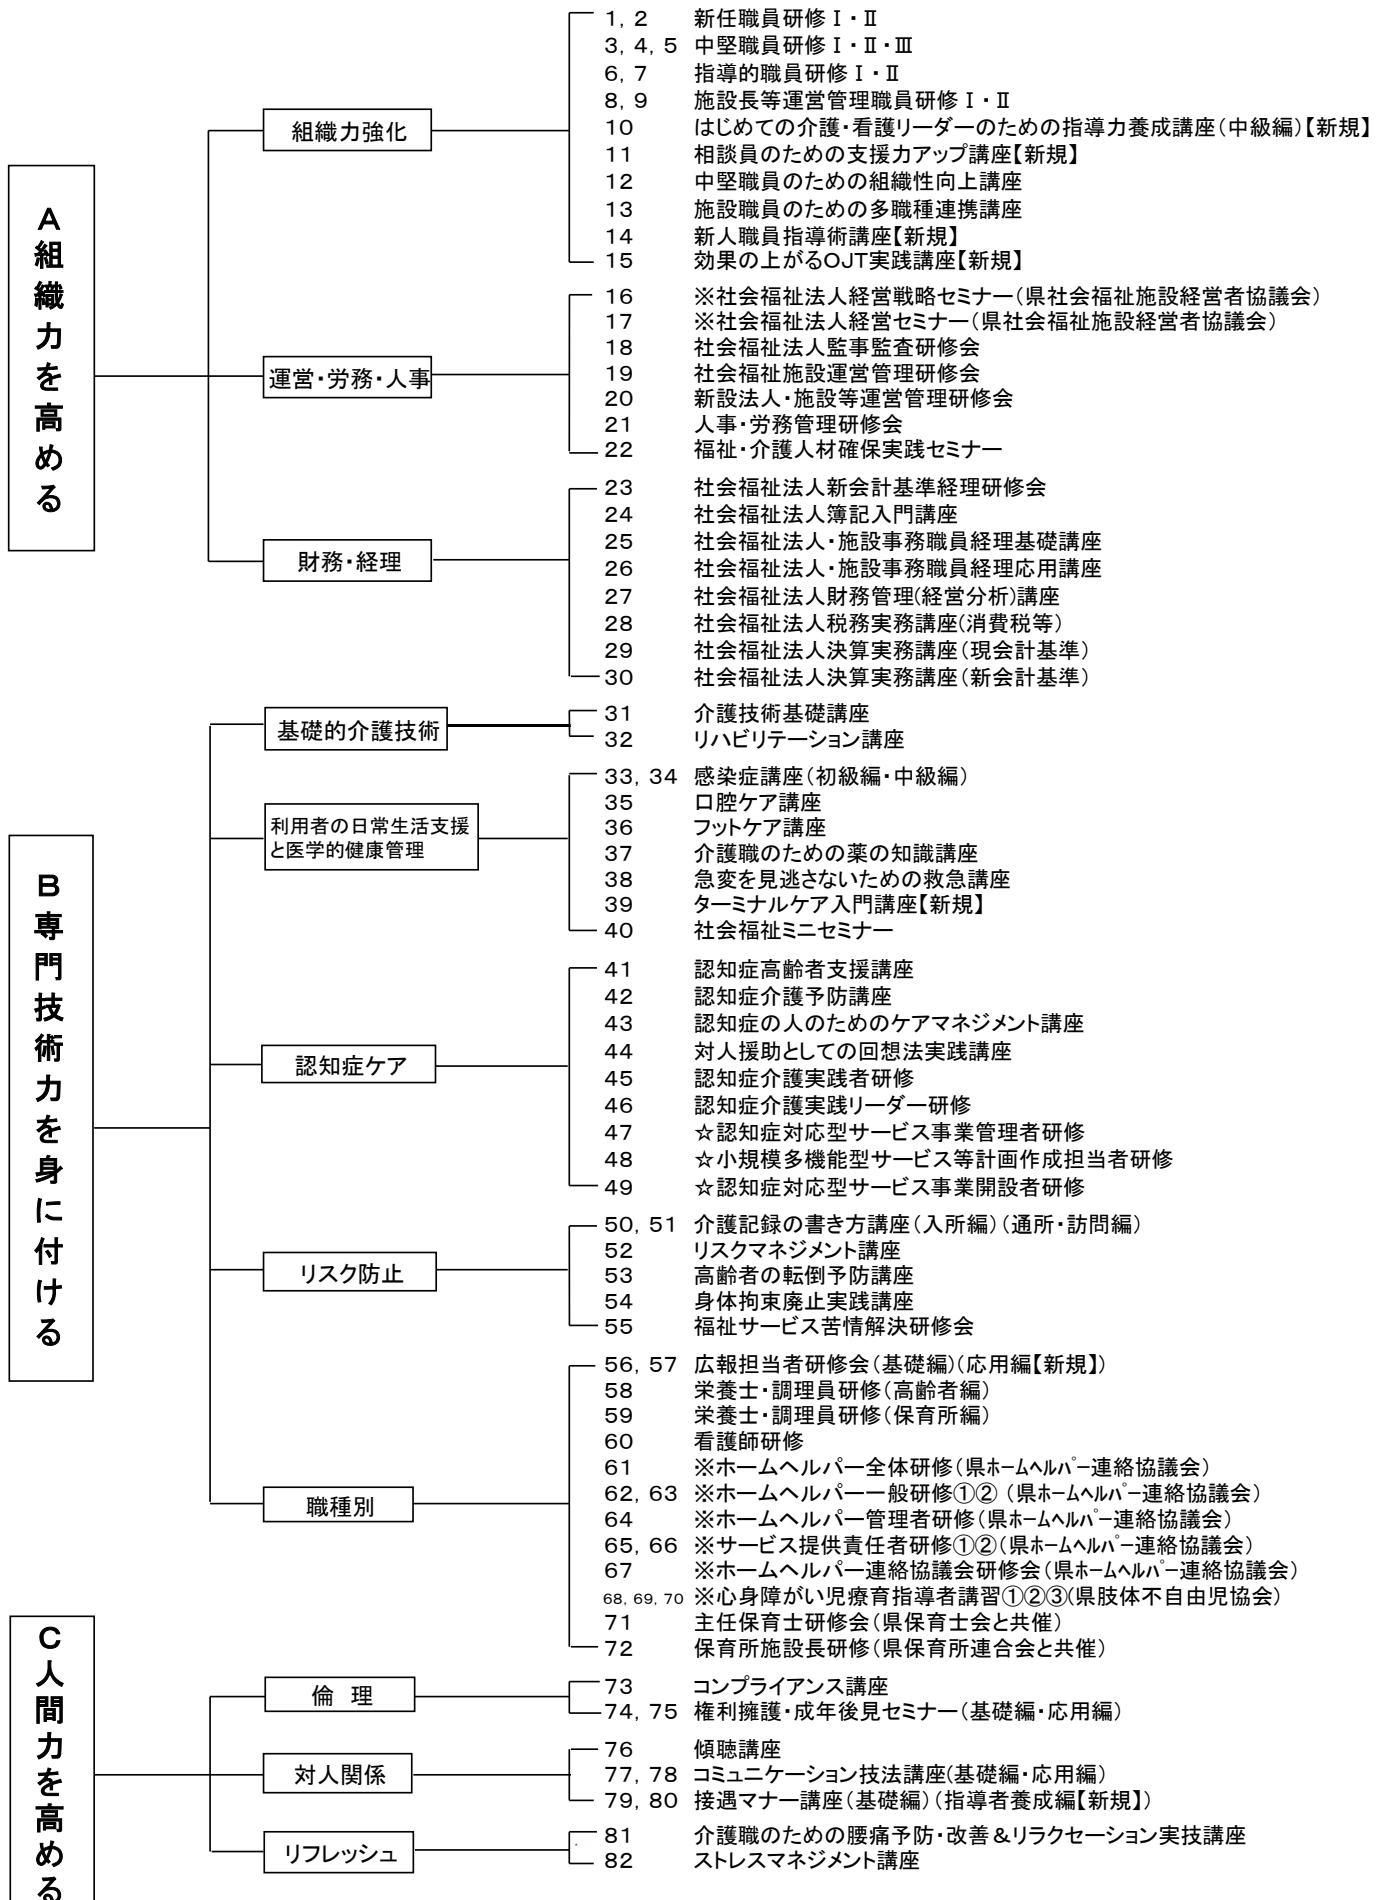 A組織力を高める
組織力強化
1, 2 新任職員研修Ⅰ・Ⅱ
3, 4, 5 中堅職員研修Ⅰ・Ⅱ・Ⅲ
6, 7 指導的職員研修Ⅰ・Ⅱ
8, 9 施設長等運営管理職員研修Ⅰ・Ⅱ
10 はじめての介護・看護リーダーのための指導力養成講座(中級編)【新規】
11 相談員のための支援力アップ講座【新規】
12 中堅職員のための組織性向上講座
13 施設職員のための多職種連携講座
14 新人職員指導術講座【新規】
15 効果の上がるOJT実践講座【新規】
運営・労務・人事
16 ※社会福祉法人経営戦略セミナー(県社会福祉施設経営者協議会)
17 ※社会福祉法人経営セミナー(県社会福祉施設経営者協議会)
18 社会福祉法人監事監査研修会
19 社会福祉施設運営管理研修会
20 新設法人・施設等運営管理研修会
21 人事・労務管理研修会
22 福祉・介護人材確保実践セミナー
財務・経理
23 社会福祉法人新会計基準経理研修会
24 社会福祉法人簿記入門講座
25 社会福祉法人・施設事務職員経理基礎講座
26 社会福祉法人・施設事務職員経理応用講座
27 社会福祉法人財務管理(経営分析)講座
28 社会福祉法人税務実務講座(消費税等)
29 社会福祉法人決算実務講座(現会計基準)
30 社会福祉法人決算実務講座(新会計基準)
B専門技術力を身に付ける
基礎的介護技術
31 介護技術基礎講座
32 リハビリテーション講座
利用者の日常生活支援
と医学的健康管理
33, 34 感染症講座(初級編・中級編)
35 口腔ケア講座
36 フットケア講座
37 介護職のための薬の知識講座
38 急変を見逃さないための救急講座
39 ターミナルケア入門講座【新規】
40 社会福祉ミニセミナー
認知症ケア
41 認知症高齢者支援講座
42 認知症介護予防講座
43 認知症の人のためのケアマネジメント講座
44 対人援助としての回想法実践講座
45 認知症介護実践者研修
46 認知症介護実践リーダー研修
47 ☆認知症対応型サービス事業管理者研修
48 ☆小規模多機能型サービス等計画作成担当者研修
49 ☆認知症対応型サービス事業開設者研修
リスク防止
50, 51 介護記録の書き方講座(入所編)(通所・訪問編)
52 リスクマネジメント講座
53 高齢者の転倒予防講座
54 身体拘束廃止実践講座
55 福祉サービス苦情解決研修会
職種別
56, 57 広報担当者研修会(基礎編)(応用編【新規】)
58 栄養士・調理員研修(高齢者編)
59 栄養士・調理員研修(保育所編)
60 看護師研修
61 ※ホームヘルパー全体研修(県ホームヘルパー連絡協議会)
62, 63 ※ホームヘルパー一般研修①②(県ホームヘルパー連絡協議会)
64 ※ホームヘルパー管理者研修(県ホームヘルパー連絡協議会)
65, 66 ※サービス提供責任者研修①②(県ホームヘルパー連絡協議会)
67 ※ホームヘルパー連絡協議会研修会(県ホームヘルパー連絡協議会)
68, 69, 70 ※心身障がい児療育指導者講習①②③(県肢体不自由児協会)
71 主任保育士研修会(県保育士会と共催)
72 保育所施設長研修(県保育所連合会と共催)
C人間力を高める
倫 理
73 コンプライアンス講座
74, 75 権利擁護・成年後見セミナー(基礎編・応用編)
対人関係
76 傾聴講座
77, 78 コミュニケーション技法講座(基礎編・応用編)
79, 80 接遇マナー講座(基礎編)(指導者養成編【新規】)
リフレッシュ
81 介護職のための腰痛予防・改善&リラクセーション実技講座
82 ストレスマネジメント講座